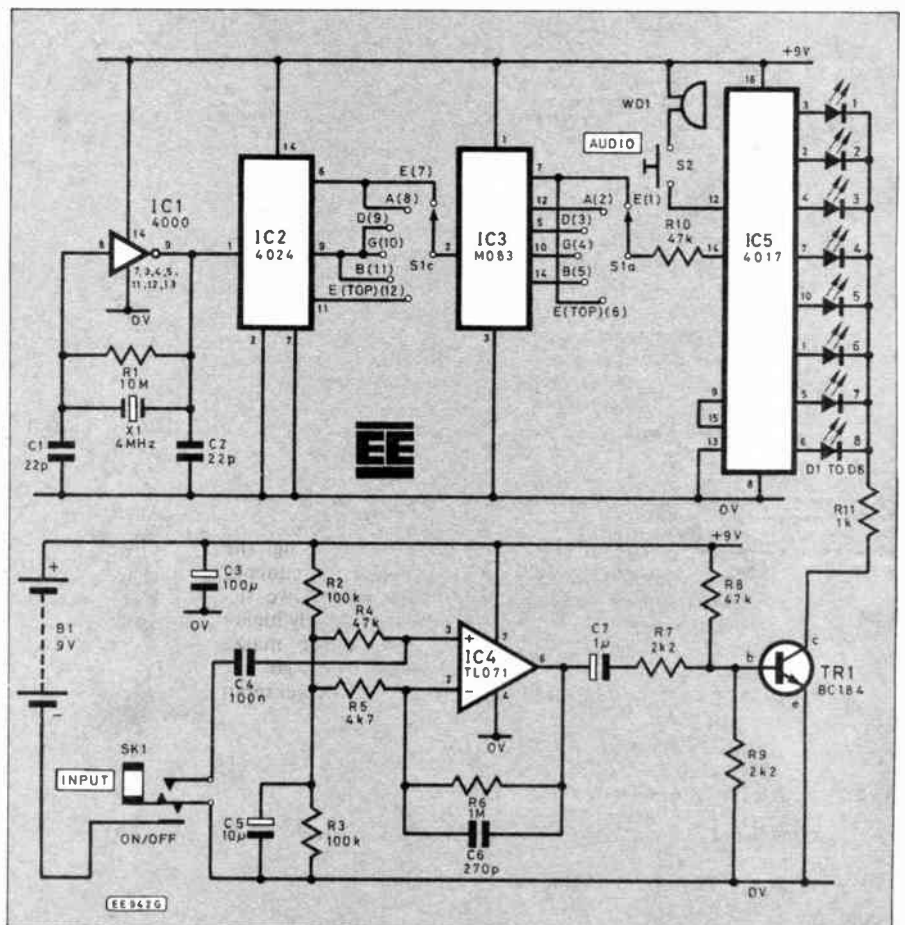 +9V
IC1
4000
8
14
9
7,3,4,5,
11,12,13
0V
R1
10M
X1
4MHz
C1
22p
C2
22p
14
1
IC2
4024
6
9
11
2
7
E(7)
A(8)
D(9)
G(10)
B(11)
E(TOP)(12)
S1c
2
1
IC3
M083
7
12
5
10
14
3
E(1)
A(2)
D(3)
G(4)
B(5)
E(TOP)(6)
S1a
R10
47k
WD1
AUDIO
S2
12
14
16
IC5
4017
9
15
13
8
3
2
4
7
10
1
5
6
1
2
3
4
5
6
7
8
D1 TO D8
0V
EE
R11
1k
+9V
B1
9V
+
−
C3
100µ
0V
R2
100k
R4
47k
C4
100n
R5
4k7
3
+
2
−
IC4
TL071
7
6
4
0V
C7
1µ
R7
2k2
R8
47k
b
c
e
TR1
BC184
R9
2k2
SK1
INPUT
ON/OFF
C5
10µ
R3
100k
R6
1M
C6
270p
0V
EE942G